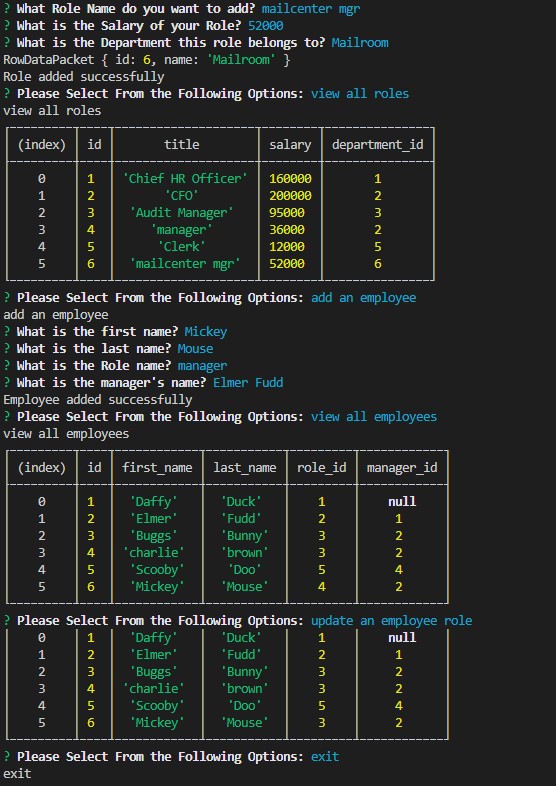 ? What Role Name do you want to add? mailcenter mgr
? What is the Salary of your Role? 52000
? What is the Department this role belongs to? Mailroom
RowDataPacket { id: 6, name: 'Mailroom' }
Role added successfully
? Please Select From the Following Options: view all roles
view all roles
(index) id title salary department_id
0 1 'Chief HR Officer' 160000 1
1 2 'CFO' 200000 2
2 3 'Audit Manager' 95000 3
3 4 'manager' 36000 2
4 5 'Clerk' 12000 5
5 6 'mailcenter mgr' 52000 6
? Please Select From the Following Options: add an employee
add an employee
? What is the first name? Mickey
? What is the last name? Mouse
? What is the Role name? manager
? What is the manager's name? Elmer Fudd
Employee added successfully
? Please Select From the Following Options: view all employees
view all employees
(index) id first_name last_name role_id manager_id
0 1 'Daffy' 'Duck' 1 null
1 2 'Elmer' 'Fudd' 2 1
2 3 'Buggs' 'Bunny' 3 2
3 4 'charlie' 'brown' 3 2
4 5 'Scooby' 'Doo' 5 4
5 6 'Mickey' 'Mouse' 4 2
? Please Select From the Following Options: update an employee role
0 1 'Daffy' 'Duck' 1 null
1 2 'Elmer' 'Fudd' 2 1
2 3 'Buggs' 'Bunny' 3 2
3 4 'charlie' 'brown' 3 2
4 5 'Scooby' 'Doo' 5 4
5 6 'Mickey' 'Mouse' 3 2
? Please Select From the Following Options: exit
exit